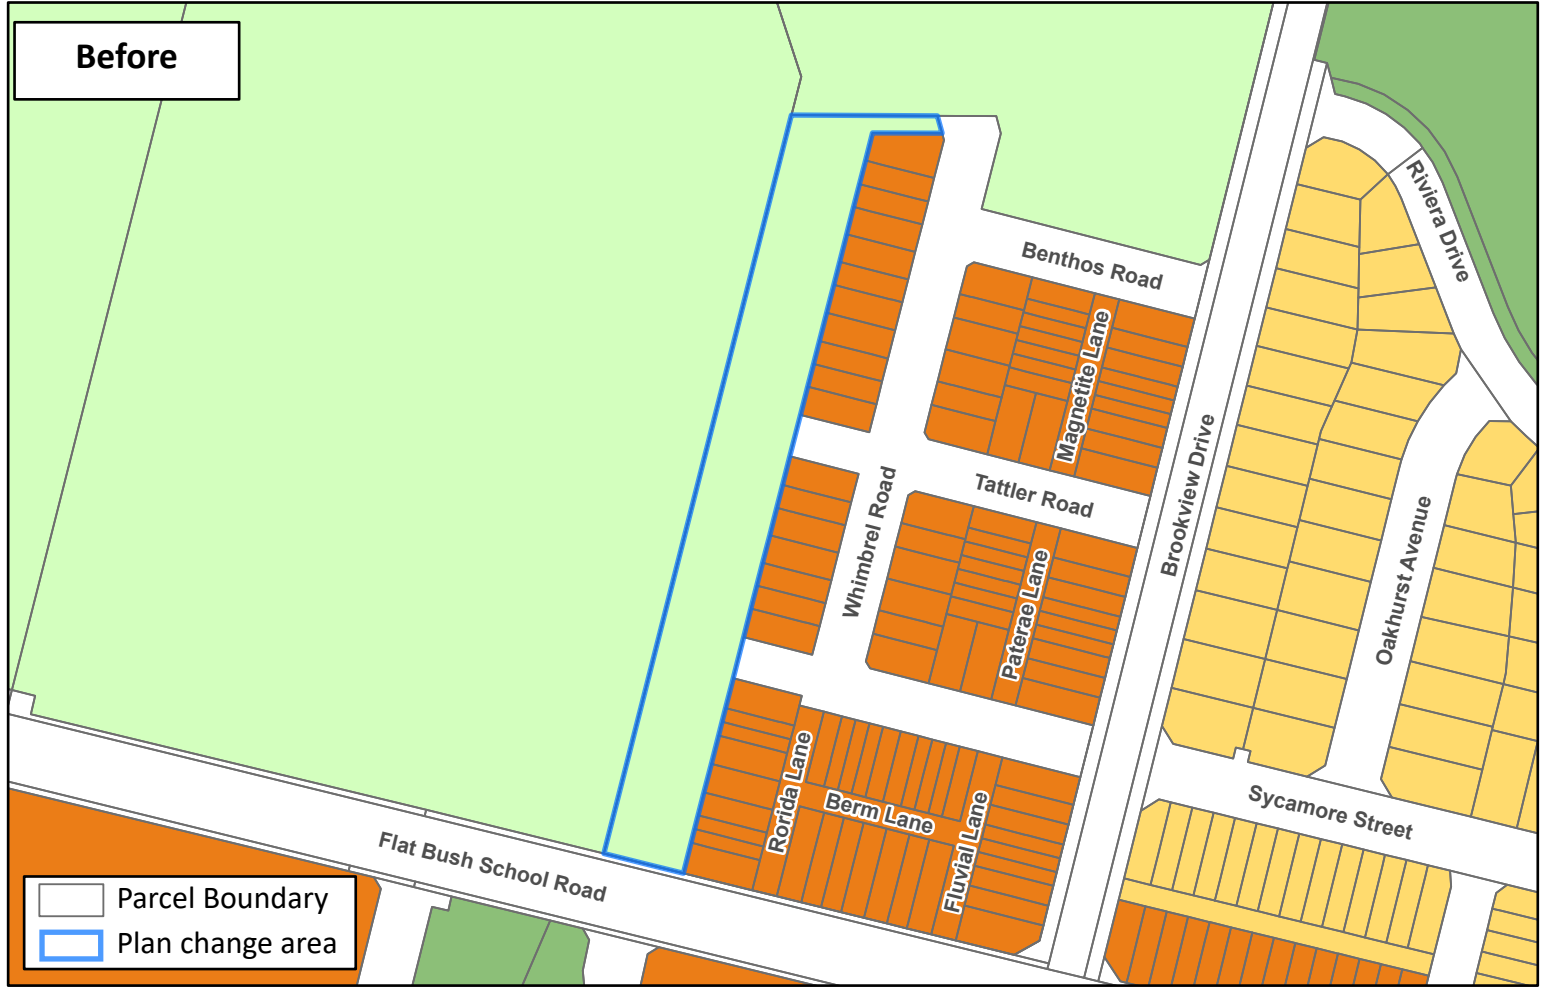 Before
Riviera Drive
Benthos Road
Magnetite Lane
Brookview Drive
Tattler Road
Whimbrel Road
Oakhurst Avenue
Paterae Lane
Rorida Lane
Berm Lane
Fluvial Lane
Sycamore Street
Flat Bush School Road
Parcel Boundary
Plan change area